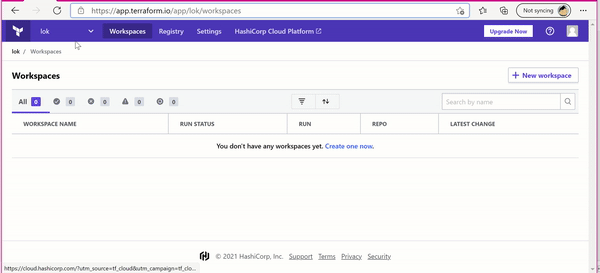 https://app.terraform.io/app/lok/workspaces
Not syncing
lok
Workspaces
Registry
Settings
HashiCorp Cloud Platform
Upgrade Now
lok / Workspaces
Workspaces
+ New workspace
All 0
0
0
0
0
Search by name
WORKSPACE NAME
RUN STATUS
RUN
REPO
LATEST CHANGE
You don't have any workspaces yet. Create one now.
© 2021 HashiCorp, Inc. Support Terms Privacy Security
https://cloud.hashicorp.com/?utm_source=tf_cloud&utm_campaign=tf_clo...